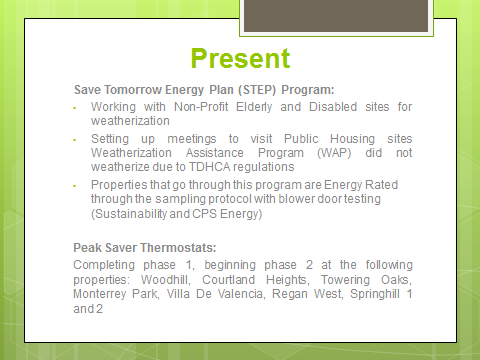 Present
Save Tomorrow Energy Plan (STEP) Program:
• Working with Non-Profit Elderly and Disabled sites for
weatherization
• Setting up meetings to visit Public Housing sites
Weatherization Assistance Program (WAP) did not
weatherize due to TDHCA regulations
• Properties that go through this program are Energy Rated
through the sampling protocol with blower door testing
(Sustainability and CPS Energy)
Peak Saver Thermostats:
Completing phase 1, beginning phase 2 at the following
properties: Woodhill, Courtland Heights, Towering Oaks,
Monterrey Park, Villa De Valencia, Regan West, Springhill 1
and 2